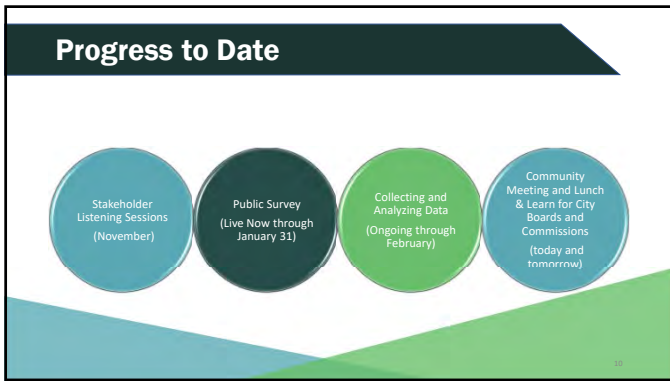 Progress to Date
Stakeholder
Listening Sessions
(November)
Public Survey
(Live Now through
January 31)
Collecting and
Analyzing Data
(Ongoing through
February)
Community
Meeting and Lunch
& Learn for City
Boards and
Commissions
(today and
tomorrow)
10